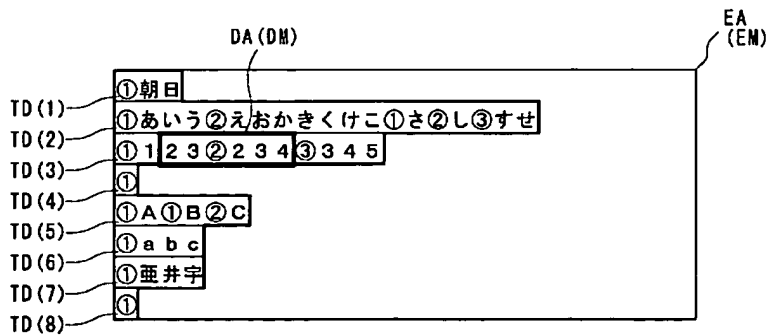 DA(DM)
EA
(EM)
TD(1) ①朝日
TD(2) ①あいう②えおかきくけこ①さ②し③すせ
TD(3) ①123②234③345
TD(4) ①
TD(5) ①A①B②C
TD(6) ①abc
TD(7) ①亜井宇
TD(8) ①